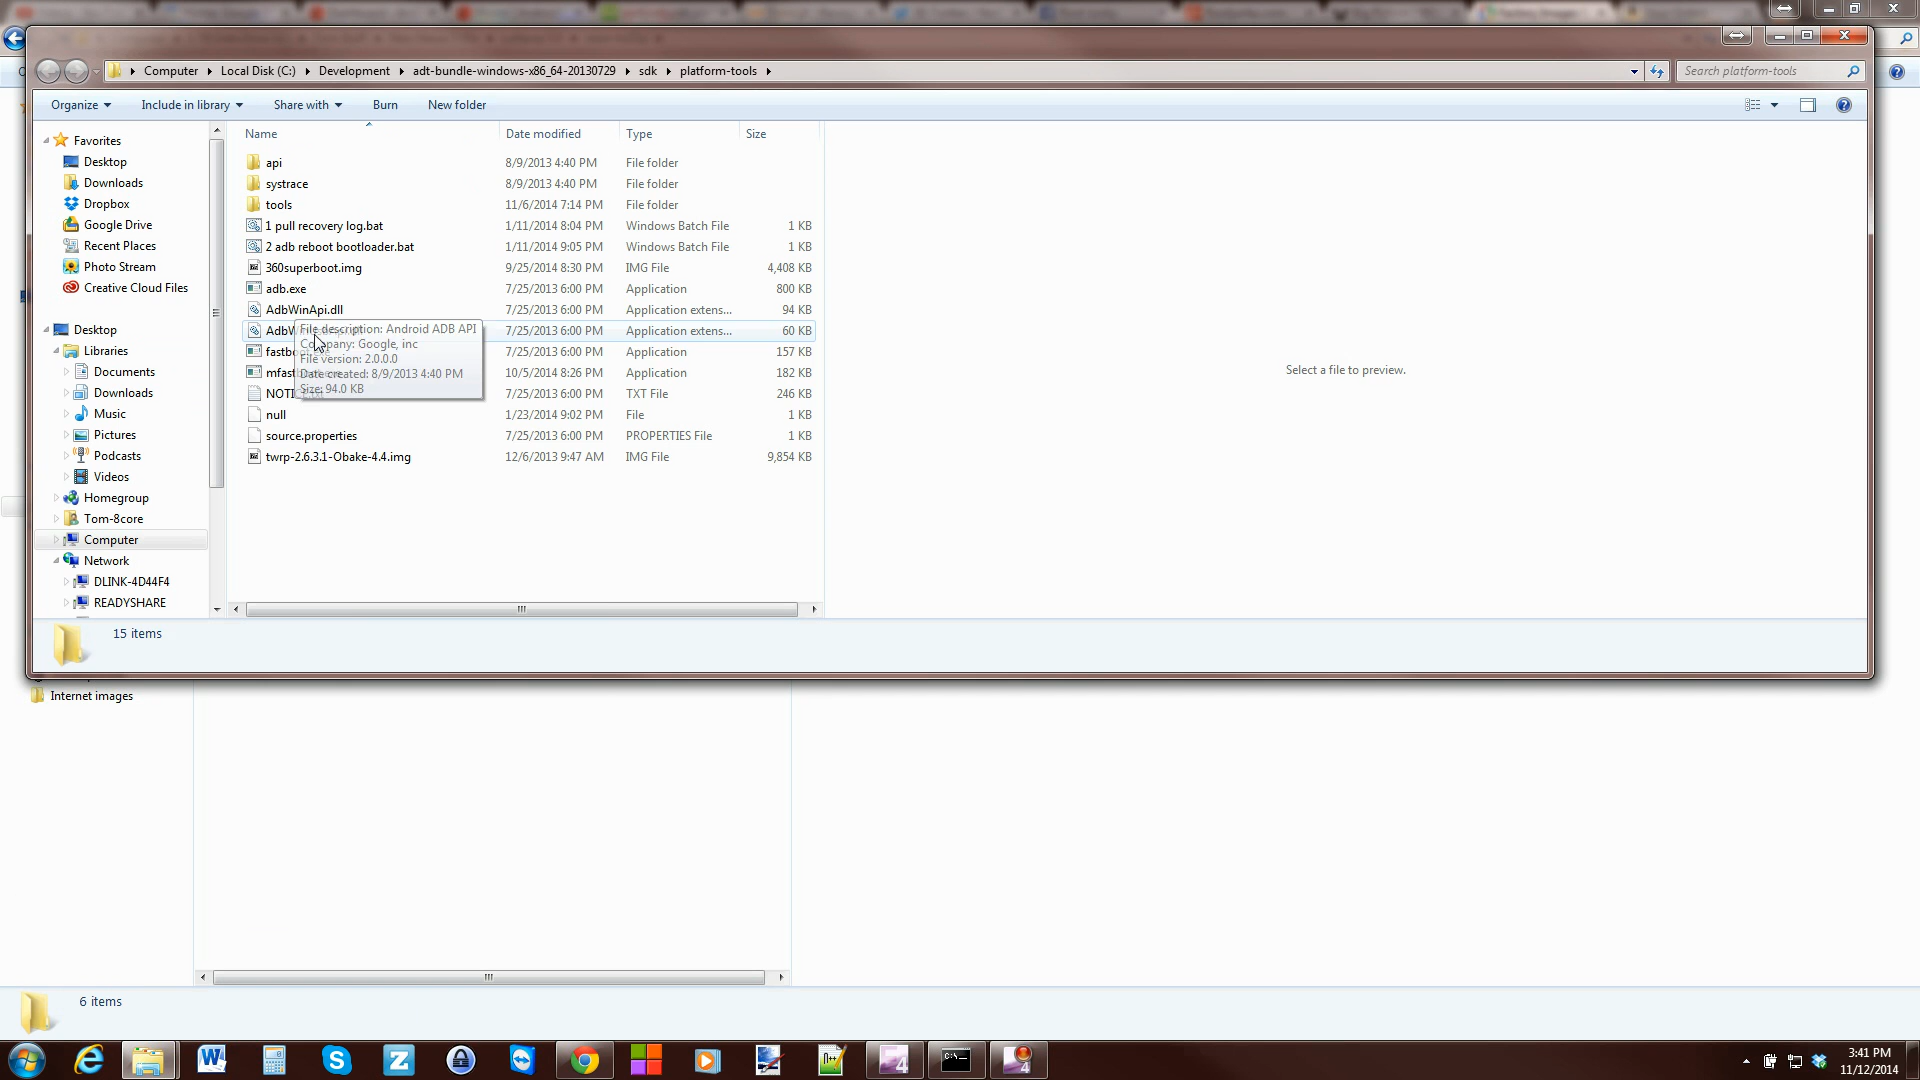 Computer Local Disk (C:) Development adt-bundle-windows-x86_64-20130729 sdk platform-tools
Search platform-tools
Organize Include in library Share with Burn New folder
Name Date modified Type Size
Favorites
Desktop
Downloads
Dropbox
Google Drive
Recent Places
Photo Stream
Creative Cloud Files
Desktop
Libraries
Documents
Downloads
Music
Pictures
Podcasts
Videos
Homegroup
Tom-8core
Computer
Network
DLINK-4D44F4
READYSHARE
api 8/9/2013 4:40 PM File folder
systrace 8/9/2013 4:40 PM File folder
tools 11/6/2014 7:14 PM File folder
1 pull recovery log.bat 1/11/2014 8:04 PM Windows Batch File 1 KB
2 adb reboot bootloader.bat 1/11/2014 9:05 PM Windows Batch File 1 KB
360superboot.img 9/25/2014 8:30 PM IMG File 4,408 KB
adb.exe 7/25/2013 6:00 PM Application 800 KB
AdbWinApi.dll 7/25/2013 6:00 PM Application extens... 94 KB
7/25/2013 6:00 PM Application extens... 60 KB
7/25/2013 6:00 PM Application 157 KB
10/5/2014 8:26 PM Application 182 KB
7/25/2013 6:00 PM TXT File 246 KB
null 1/23/2014 9:02 PM File 1 KB
source.properties 7/25/2013 6:00 PM PROPERTIES File 1 KB
twrp-2.6.3.1-Obake-4.4.img 12/6/2013 9:47 AM IMG File 9,854 KB
File description: Android ADB API
Company: Google, inc
File version: 2.0.0.0
Date created: 8/9/2013 4:40 PM
Size: 94.0 KB
Select a file to preview.
15 items
Internet images
6 items
3:41 PM
11/12/2014